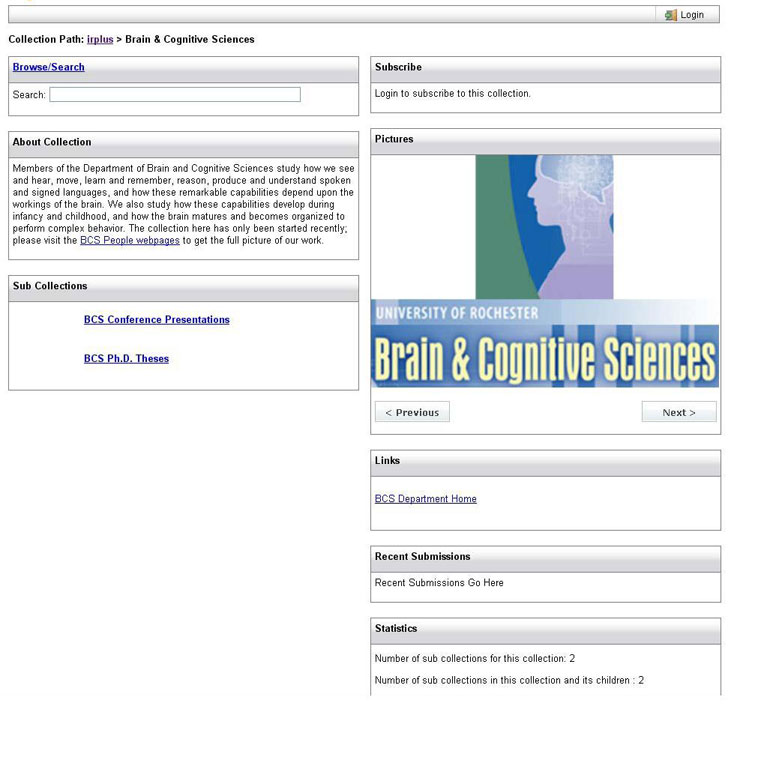 Login
Collection Path: irplus > Brain & Cognitive Sciences
Browse/Search
Search:
About Collection
Members of the Department of Brain and Cognitive Sciences study how we see
and hear, move, learn and remember, reason, produce and understand spoken
and signed languages, and how these remarkable capabilities depend upon the
workings of the brain. We also study how these capabilities develop during
infancy and childhood, and how the brain matures and becomes organized to
perform complex behavior. The collection here has only been started recently;
please visit the BCS People webpages to get the full picture of our work.
Sub Collections
BCS Conference Presentations
BCS Ph.D. Theses
Subscribe
Login to subscribe to this collection.
Pictures
UNIVERSITY OF ROCHESTER
Brain & Cognitive Sciences
< Previous
Next >
Links
BCS Department Home
Recent Submissions
Recent Submissions Go Here
Statistics
Number of sub collections for this collection: 2
Number of sub collections in this collection and its children : 2